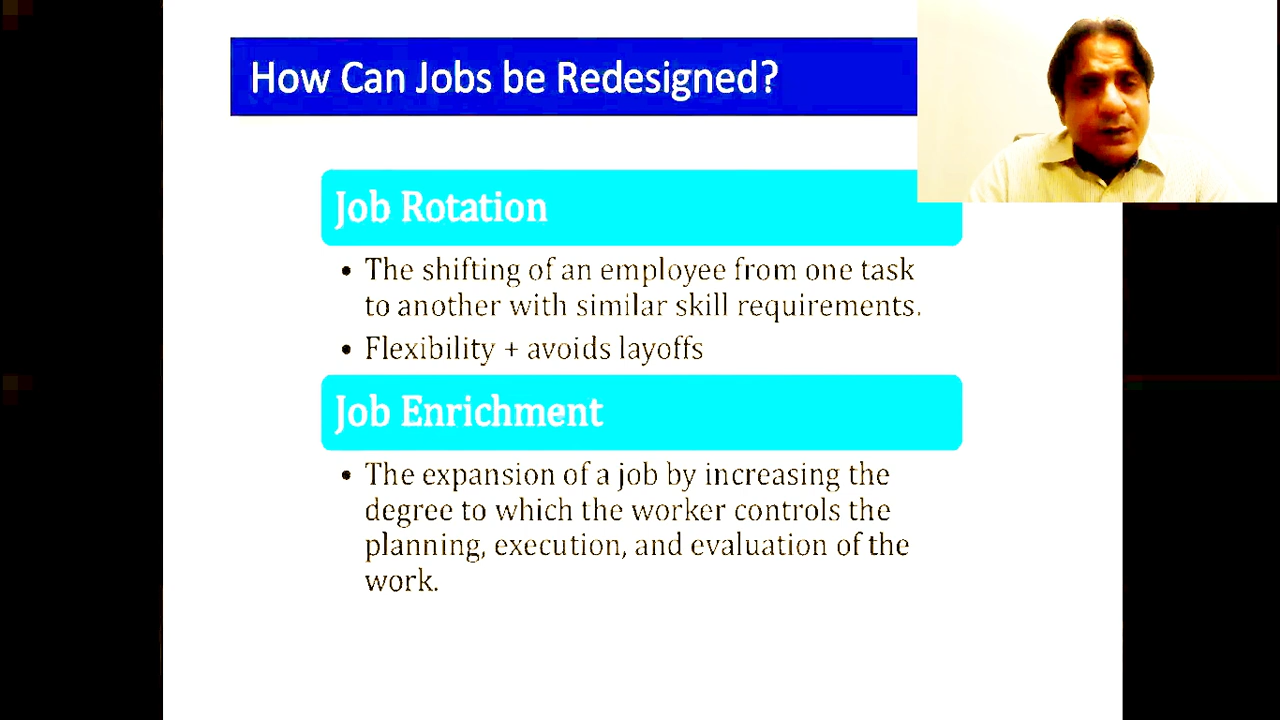 How Can Jobs be Redesigned?
Job Rotation
• The shifting of an employee from one task
to another with similar skill requirements.
• Flexibility + avoids layoffs
Job Enrichment
• The expansion of a job by increasing the
degree to which the worker controls the
planning, execution, and evaluation of the
work.